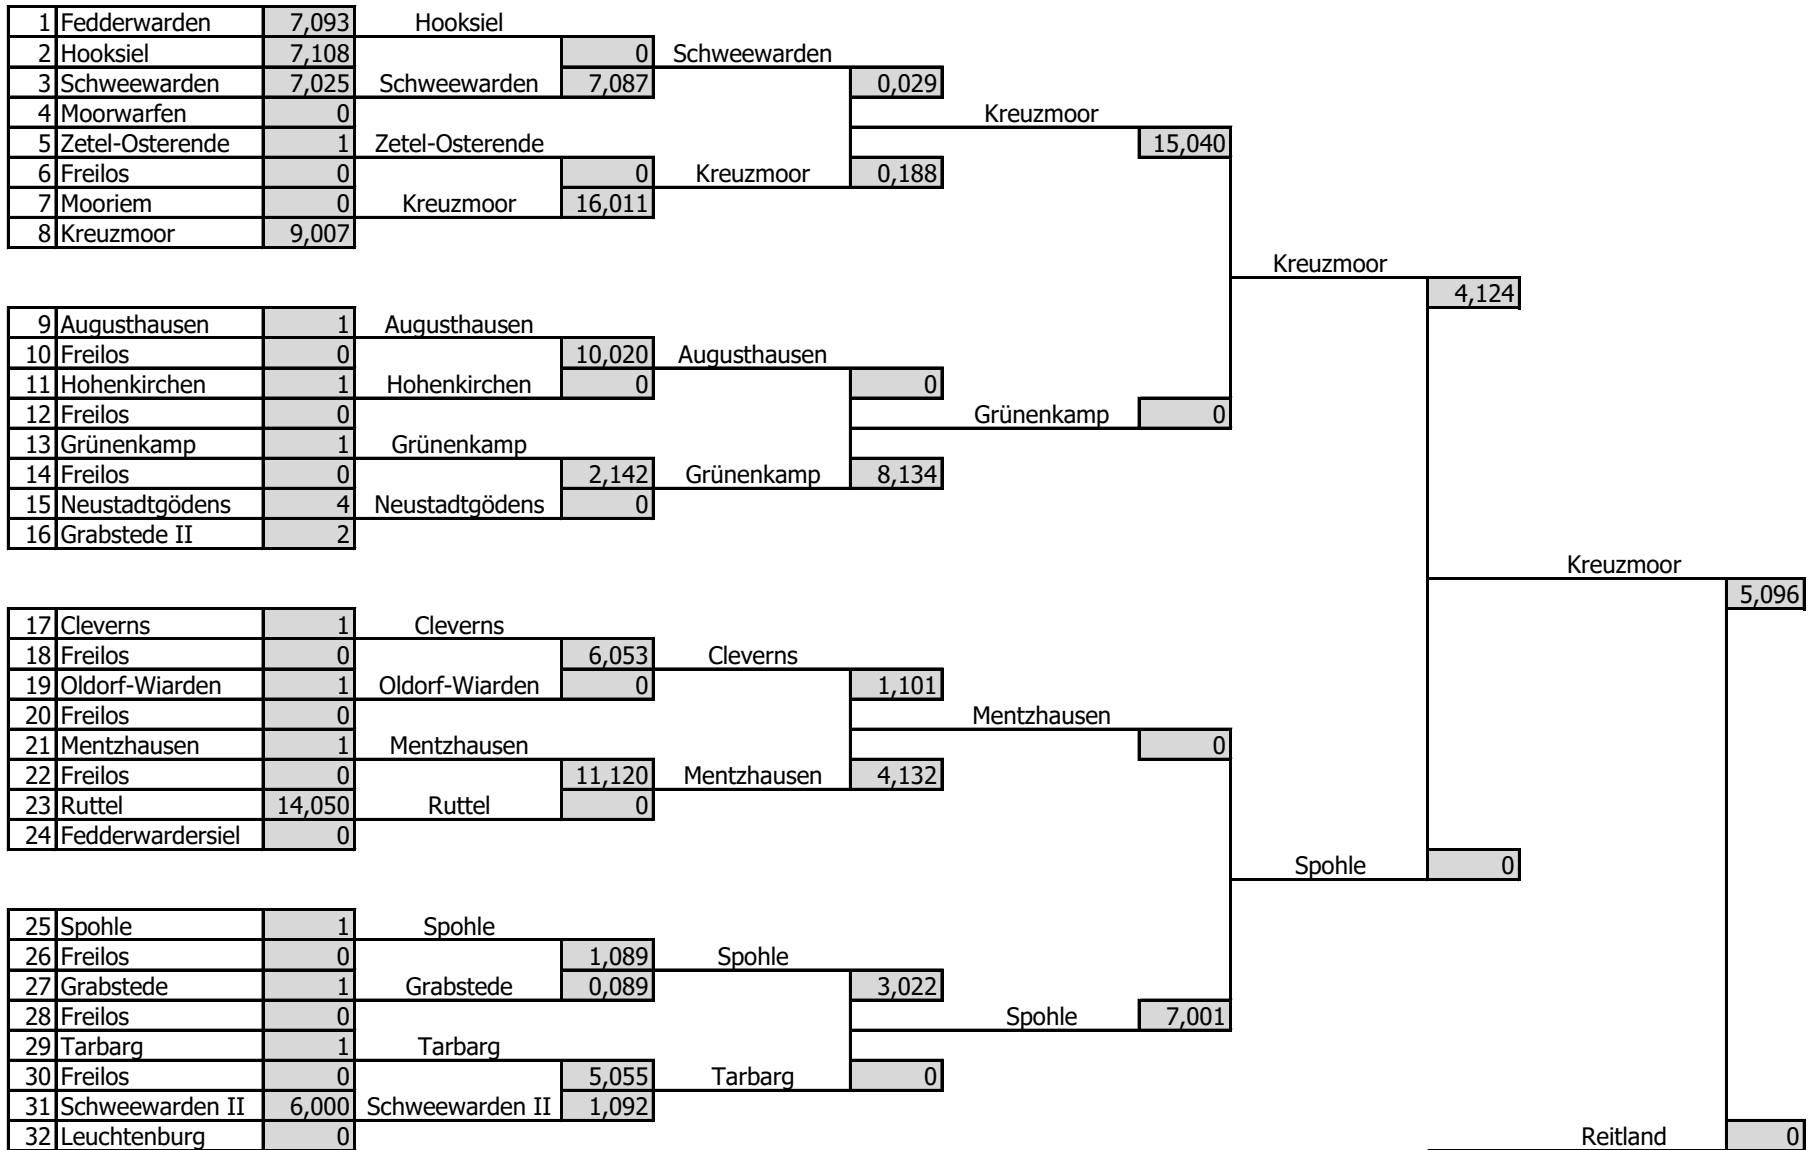 1 Fedderwarden 7,093 Hooksiel
2 Hooksiel 7,108 0 Schweewarden
3 Schweewarden 7,025 Schweewarden 7,087 0,029
4 Moorwarfen 0 Kreuzmoor
5 Zetel-Osterende 1 Zetel-Osterende 15,040
6 Freilos 0 0 Kreuzmoor 0,188
7 Mooriem 0 Kreuzmoor 16,011
8 Kreuzmoor 9,007
Kreuzmoor
4,124
9 Augusthausen 1 Augusthausen
10 Freilos 0 10,020 Augusthausen
11 Hohenkirchen 1 Hohenkirchen 0 0
12 Freilos 0 Grünenkamp 0
13 Grünenkamp 1 Grünenkamp
14 Freilos 0 2,142 Grünenkamp 8,134
15 Neustadtgödens 4 Neustadtgödens 0
16 Grabstede II 2
Kreuzmoor
5,096
17 Cleverns 1 Cleverns
18 Freilos 0 6,053 Cleverns
19 Oldorf-Wiarden 1 Oldorf-Wiarden 0 1,101
20 Freilos 0 Mentzhausen
21 Mentzhausen 1 Mentzhausen 0
22 Freilos 0 11,120 Mentzhausen 4,132
23 Ruttel 14,050 Ruttel 0
24 Fedderwardersiel 0
Spohle 0
25 Spohle 1 Spohle
26 Freilos 0 1,089 Spohle
27 Grabstede 1 Grabstede 0,089 3,022
28 Freilos 0 Spohle 7,001
29 Tarbarg 1 Tarbarg
30 Freilos 0 5,055 Tarbarg 0
31 Schweewarden II 6,000 Schweewarden II 1,092
32 Leuchtenburg 0 Reitland 0